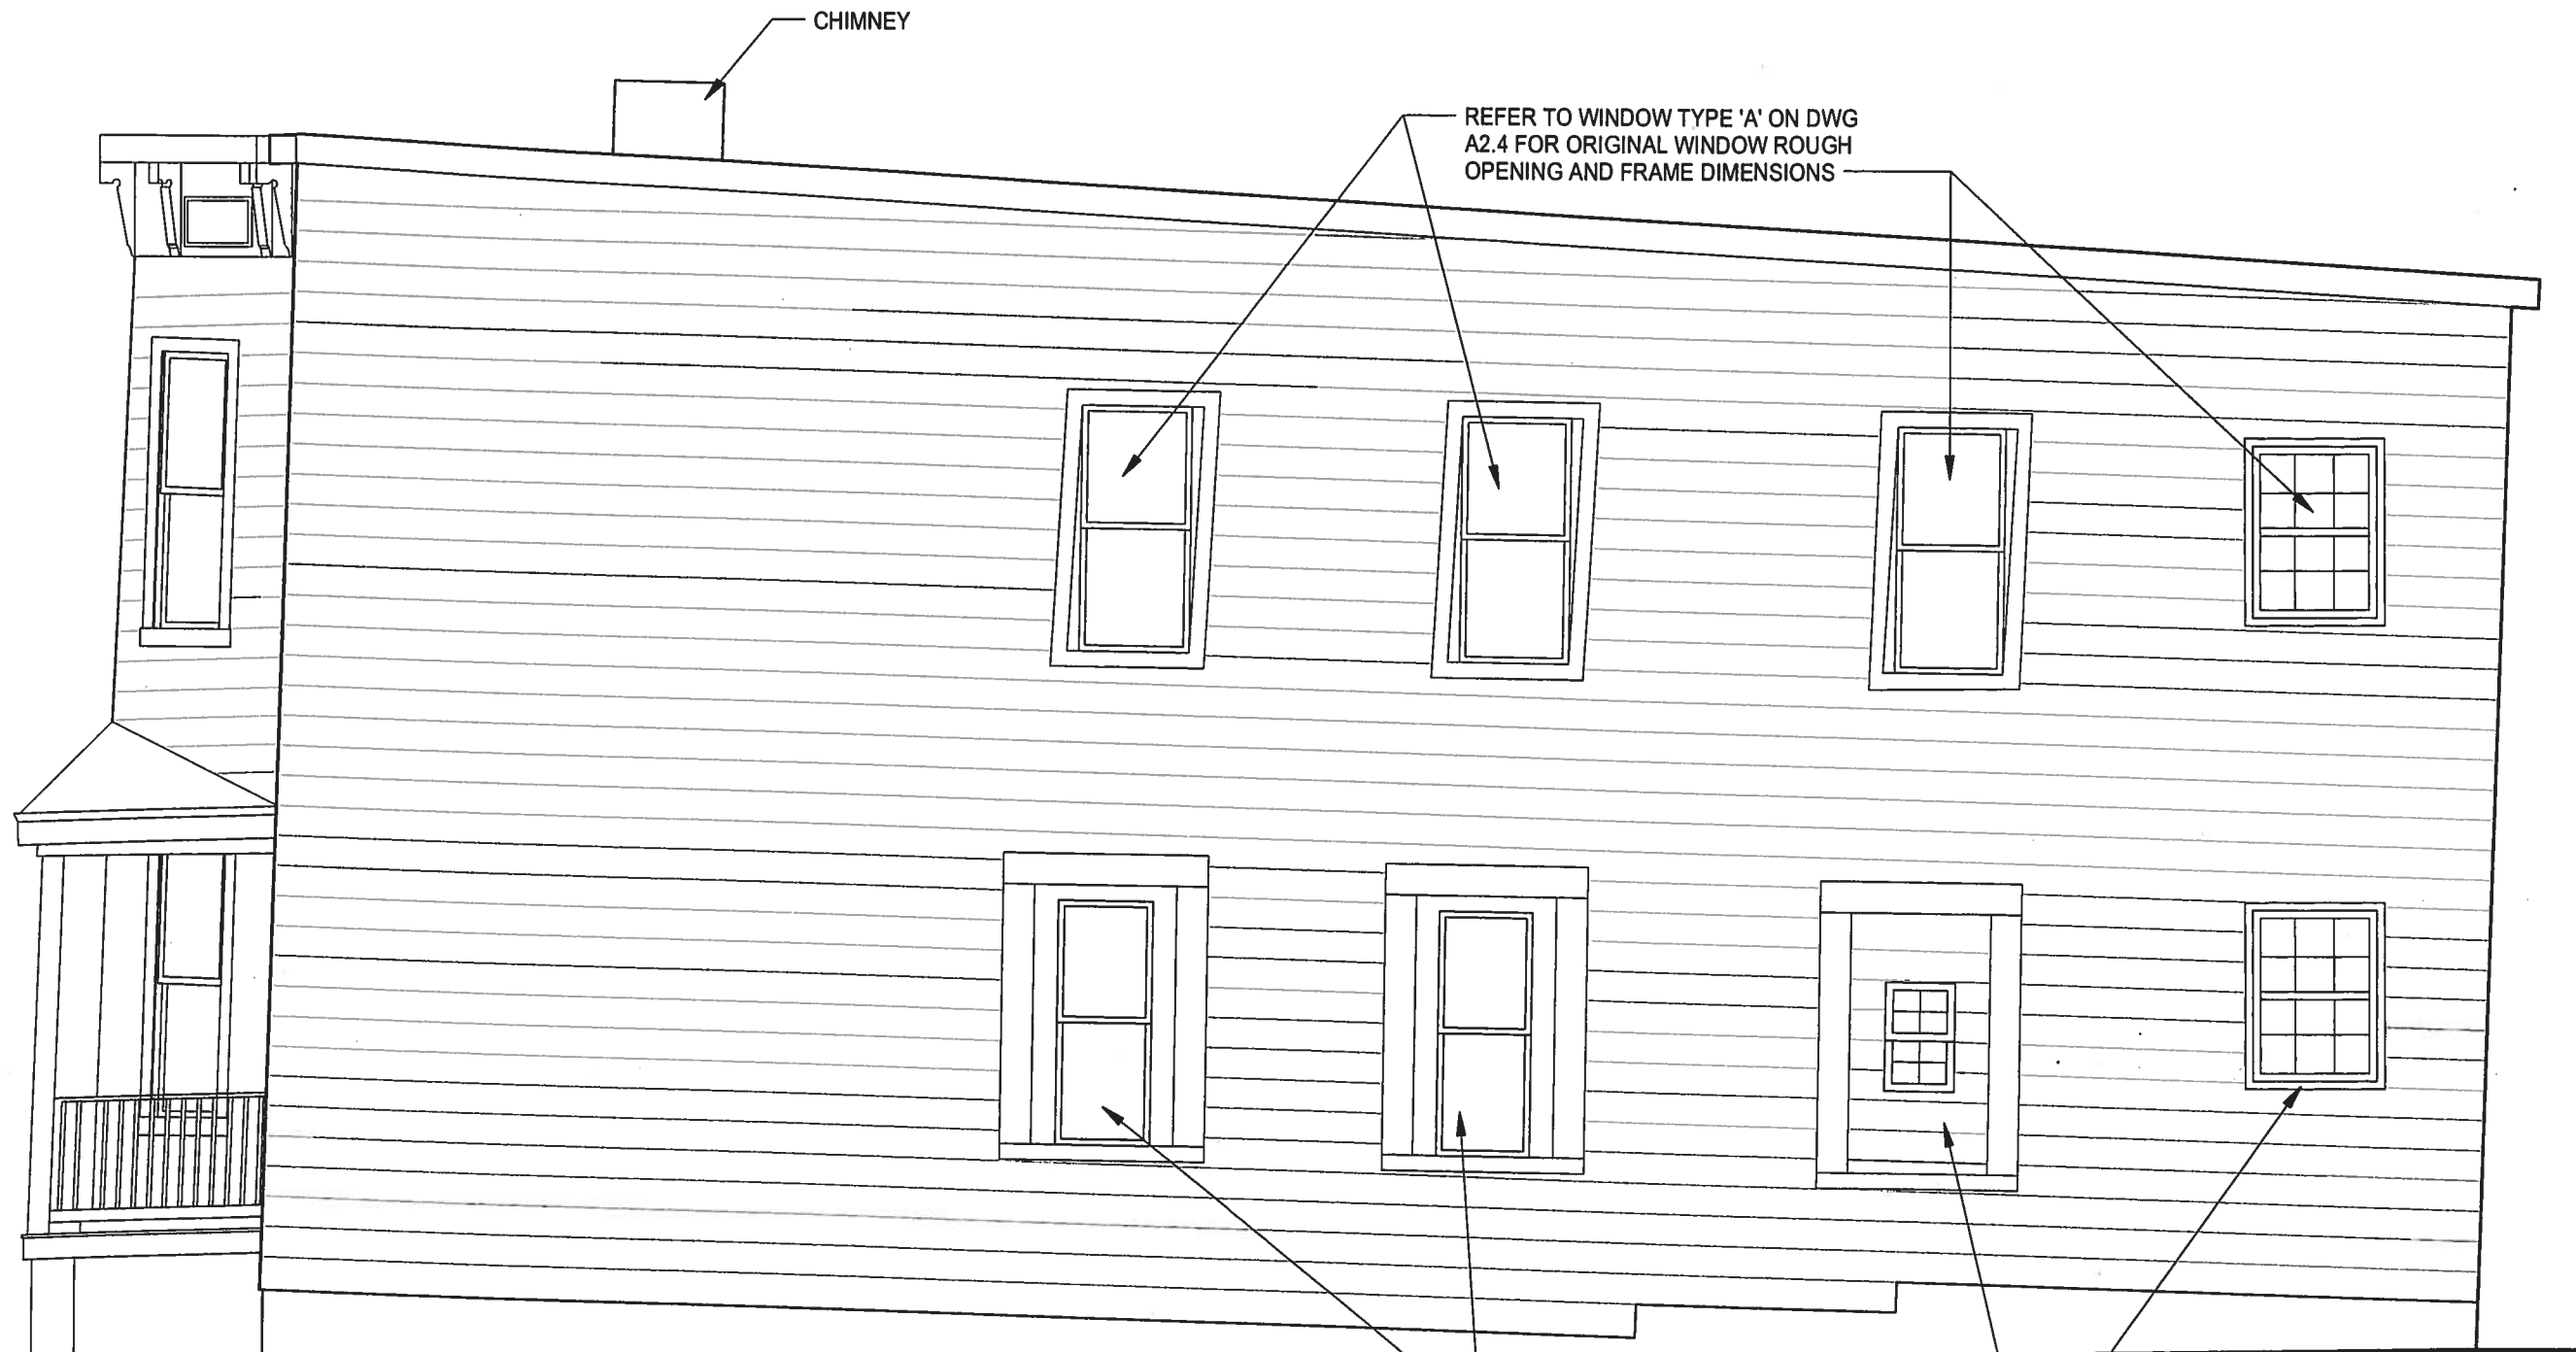 CHIMNEY
REFER TO WINDOW TYPE 'A' ON DWG
A2.4 FOR ORIGINAL WINDOW ROUGH
OPENING AND FRAME DIMENSIONS